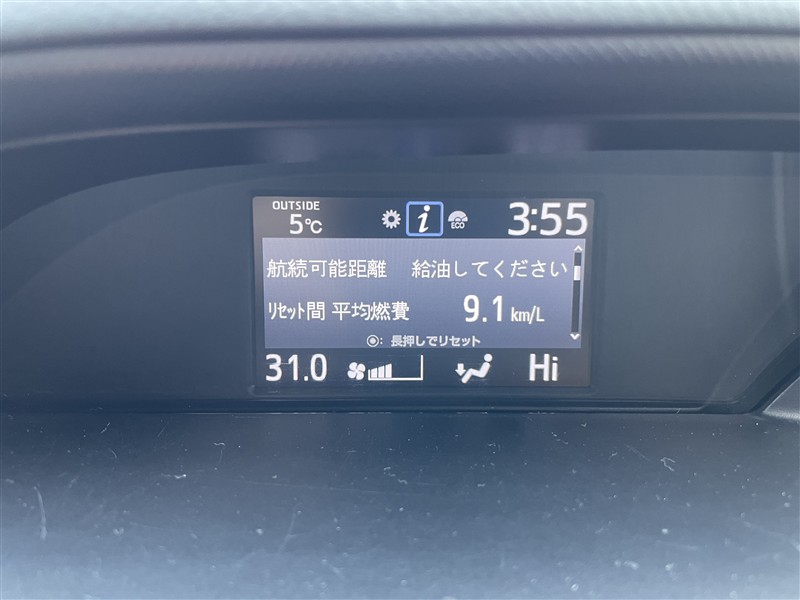 OUTSIDE
5℃ i ECO 3:55
航続可能距離 給油してください
ﾘｾｯﾄ間 平均燃費 9.1 km/L
◉: 長押しでリセット
31.0 Hi